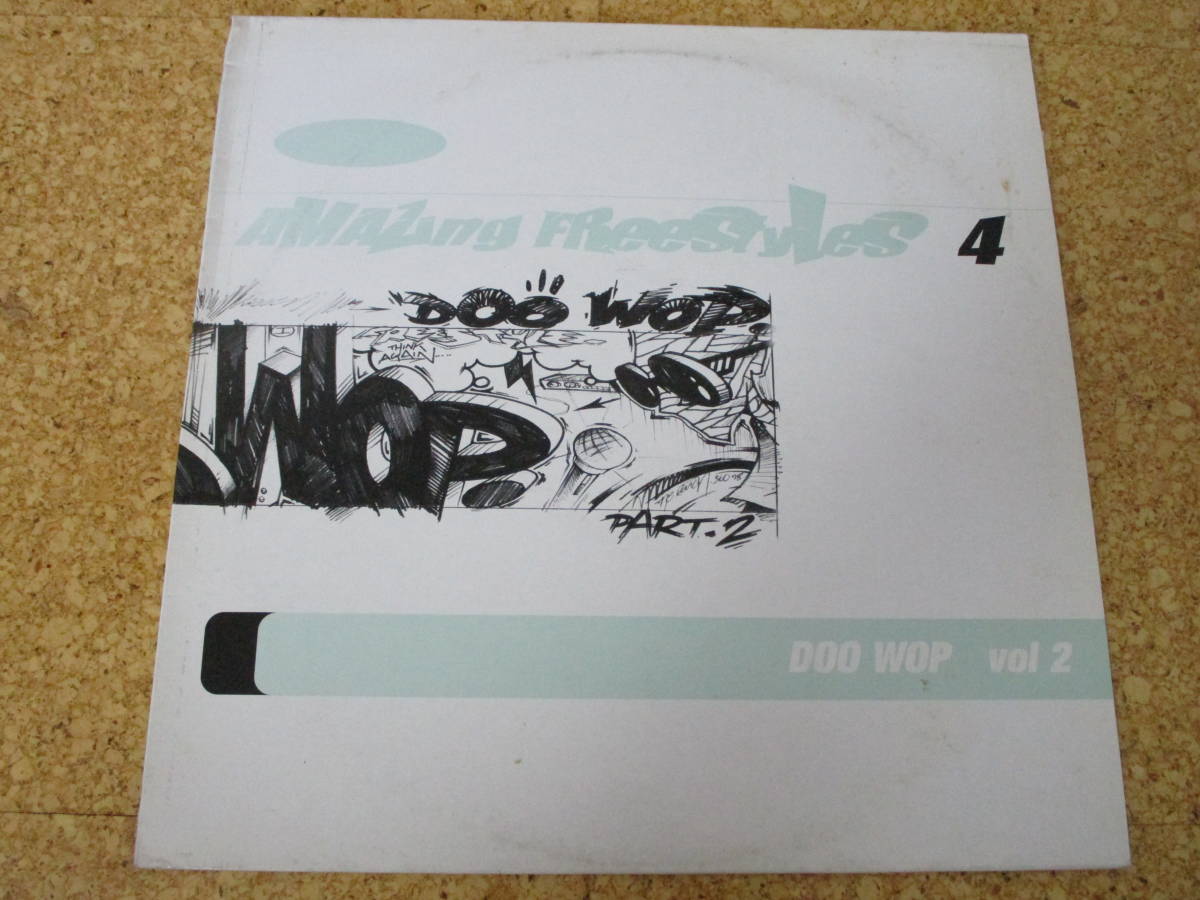 AMAZing FReeStyLes 4
DOO WOP.
THINK
AGAIN....
WOP
PART.2
DOO WOP vol 2